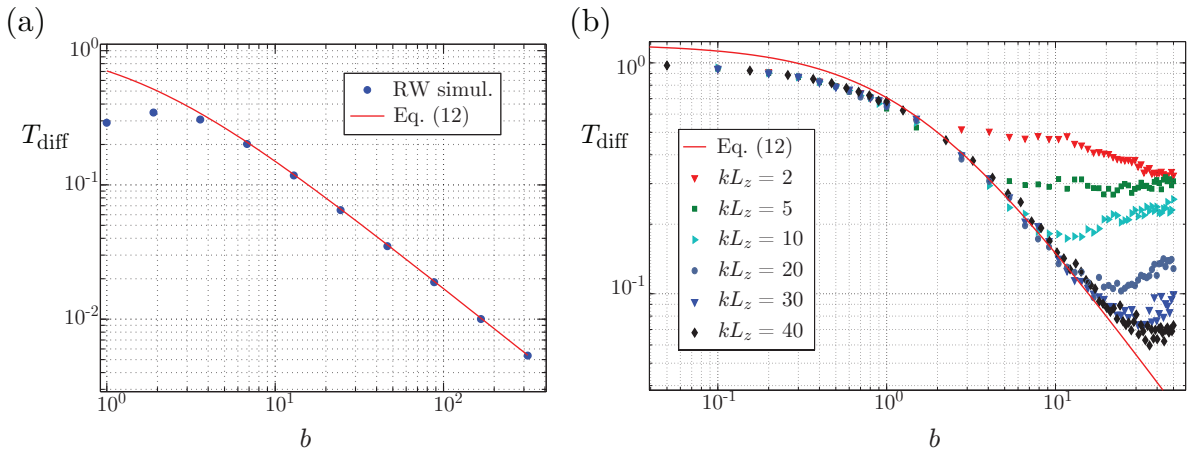 (a)
10^0
10^{-1}
10^{-2}
T_diff
RW simul.
Eq. (12)
10^0
10^1
10^2
b
(b)
10^0
10^{-1}
T_diff
Eq. (12)
kL_z = 2
kL_z = 5
kL_z = 10
kL_z = 20
kL_z = 30
kL_z = 40
10^{-1}
10^0
10^1
b